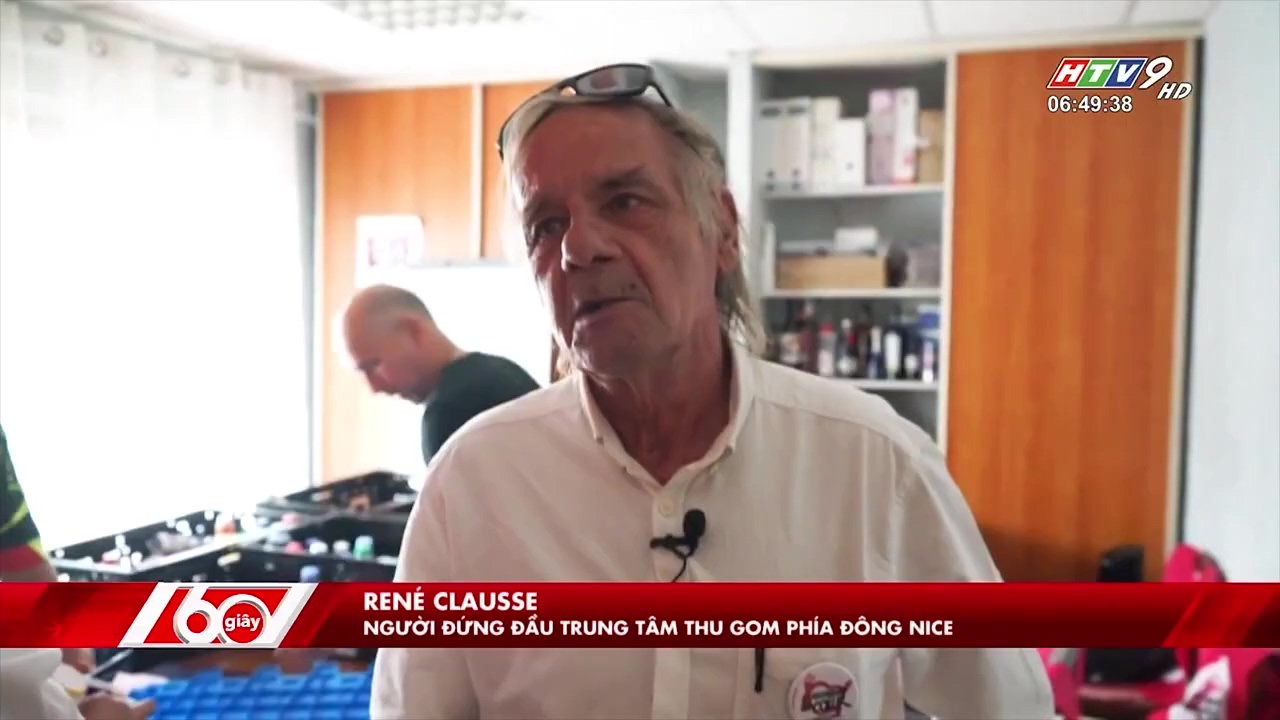 HTV9 HD
06:49:38
60 giây
RENÉ CLAUSSE
NGƯỜI ĐỨNG ĐẦU TRUNG TÂM THU GOM PHÍA ĐÔNG NICE